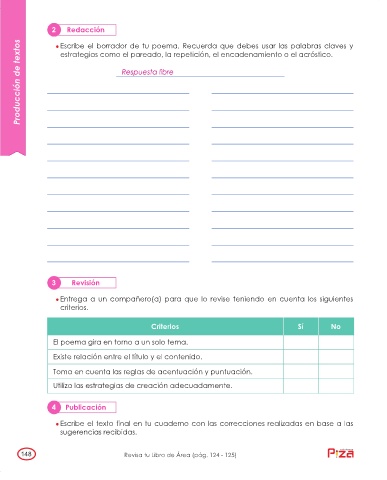 Producción de textos
2 Redacción
Escribe el borrador de tu poema. Recuerda que debes usar las palabras claves y
estrategias como el pareado, la repetición, el encadenamiento o el acróstico.
Respuesta libre
3 Revisión
Entrega a un compañero(a) para que lo revise teniendo en cuenta los siguientes
criterios.
Criterios Sí No
El poema gira en torno a un solo tema.
Existe relación entre el título y el contenido.
Toma en cuenta las reglas de acentuación y puntuación.
Utiliza las estrategias de creación adecuadamente.
4 Publicación
Escribe el texto final en tu cuaderno con las correcciones realizadas en base a las
sugerencias recibidas.
148 Revisa tu Libro de Área (pág. 124 - 125)